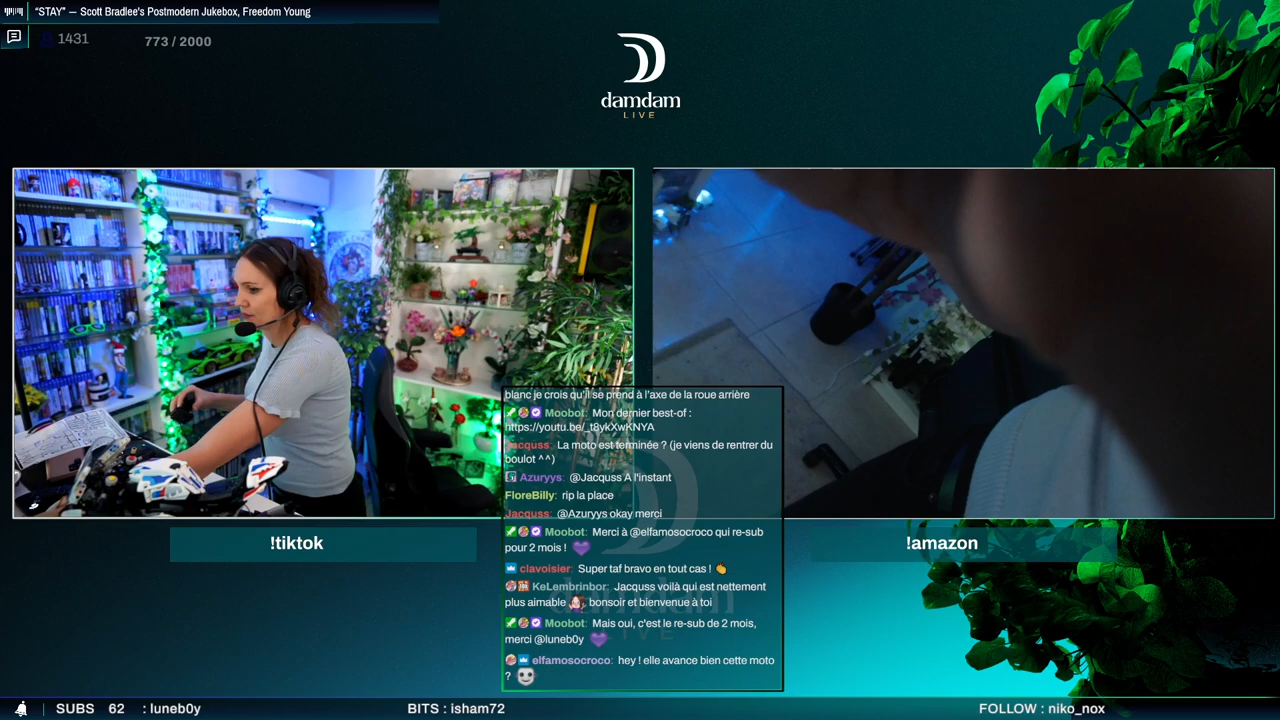 “STAY” — Scott Bradlee's Postmodern Jukebox, Freedom Young
1431
773 / 2000
damdam
LIVE
blanc je crois qu'il se prend à l'axe de la roue arrière
Moobot: Mon dernier best-of :
https://youtu.be/_t8ykXwKNYA
Jacquss: La moto est terminée ? (je viens de rentrer du
boulot ^^)
Azuryys: @Jacquss A l'instant
FloreBilly: rip la place
Jacquss: @Azuryys okay merci
Moobot: Merci à @elfamosocroco qui re-sub
pour 2 mois !
clavoisier: Super taf bravo en tout cas !
KeLembrinbor: Jacquss voilà qui est nettement
plus aimable bonsoir et bienvenue à toi
Moobot: Mais oui, c'est le re-sub de 2 mois,
merci @luneb0y
elfamosocroco: hey ! elle avance bien cette moto
?
damdam
LIVE
!tiktok
!amazon
SUBS 62 : luneb0y
BITS : isham72
FOLLOW : niko_nox